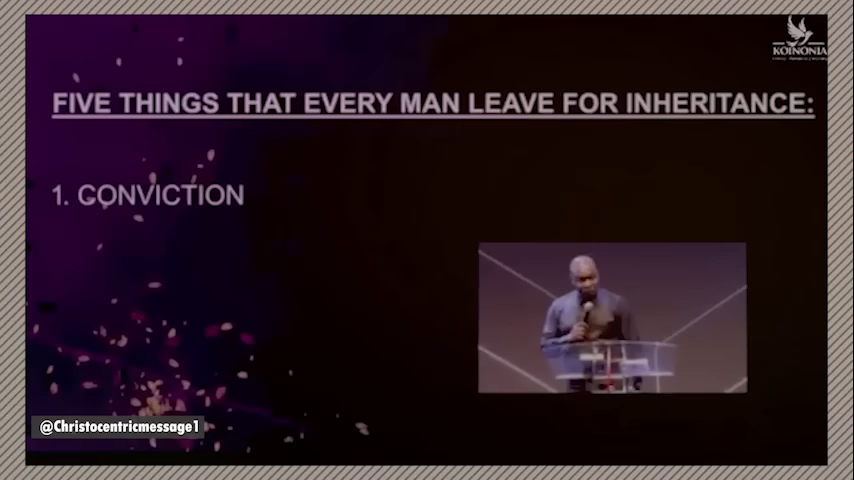 KOINONIA
FIVE THINGS THAT EVERY MAN LEAVE FOR INHERITANCE:
1. CONVICTION
@Christocentricmessage1